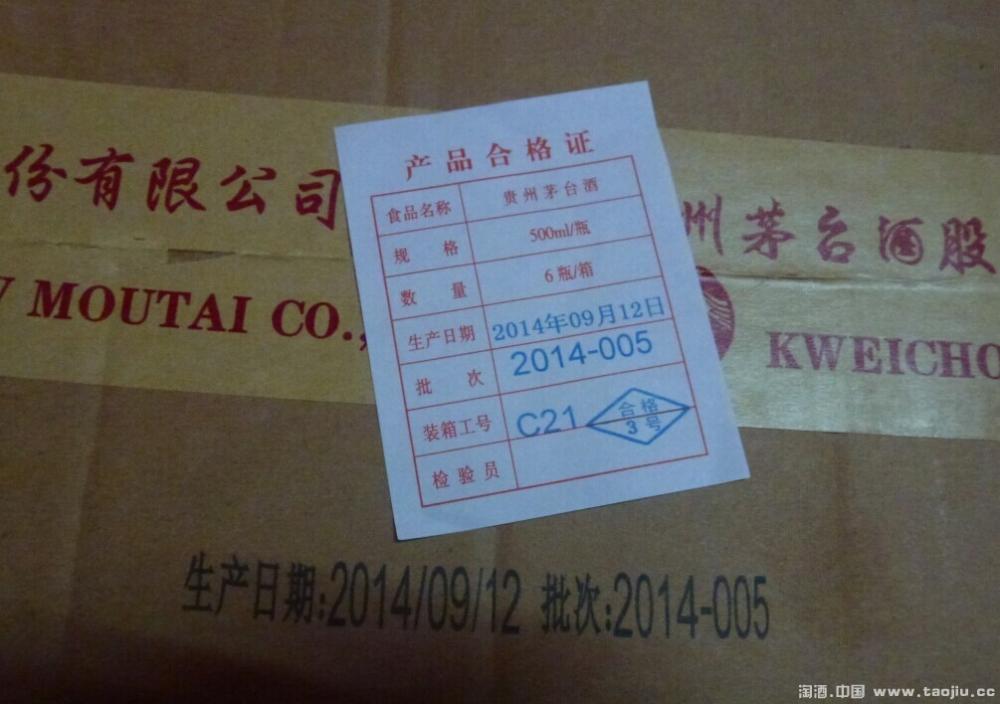 份有限公司
MOUTAI CO.,
州茅台酒股
KWEICHO
产品合格证
食品名称 贵州茅台酒
规格 500ml/瓶
数量 6瓶/箱
生产日期 2014年09月12日
批次 2014-005
装箱工号 C21
合格
3号
检验员
生产日期:2014/09/12 批次:2014-005
淘酒.中国 www.taojiu.cc